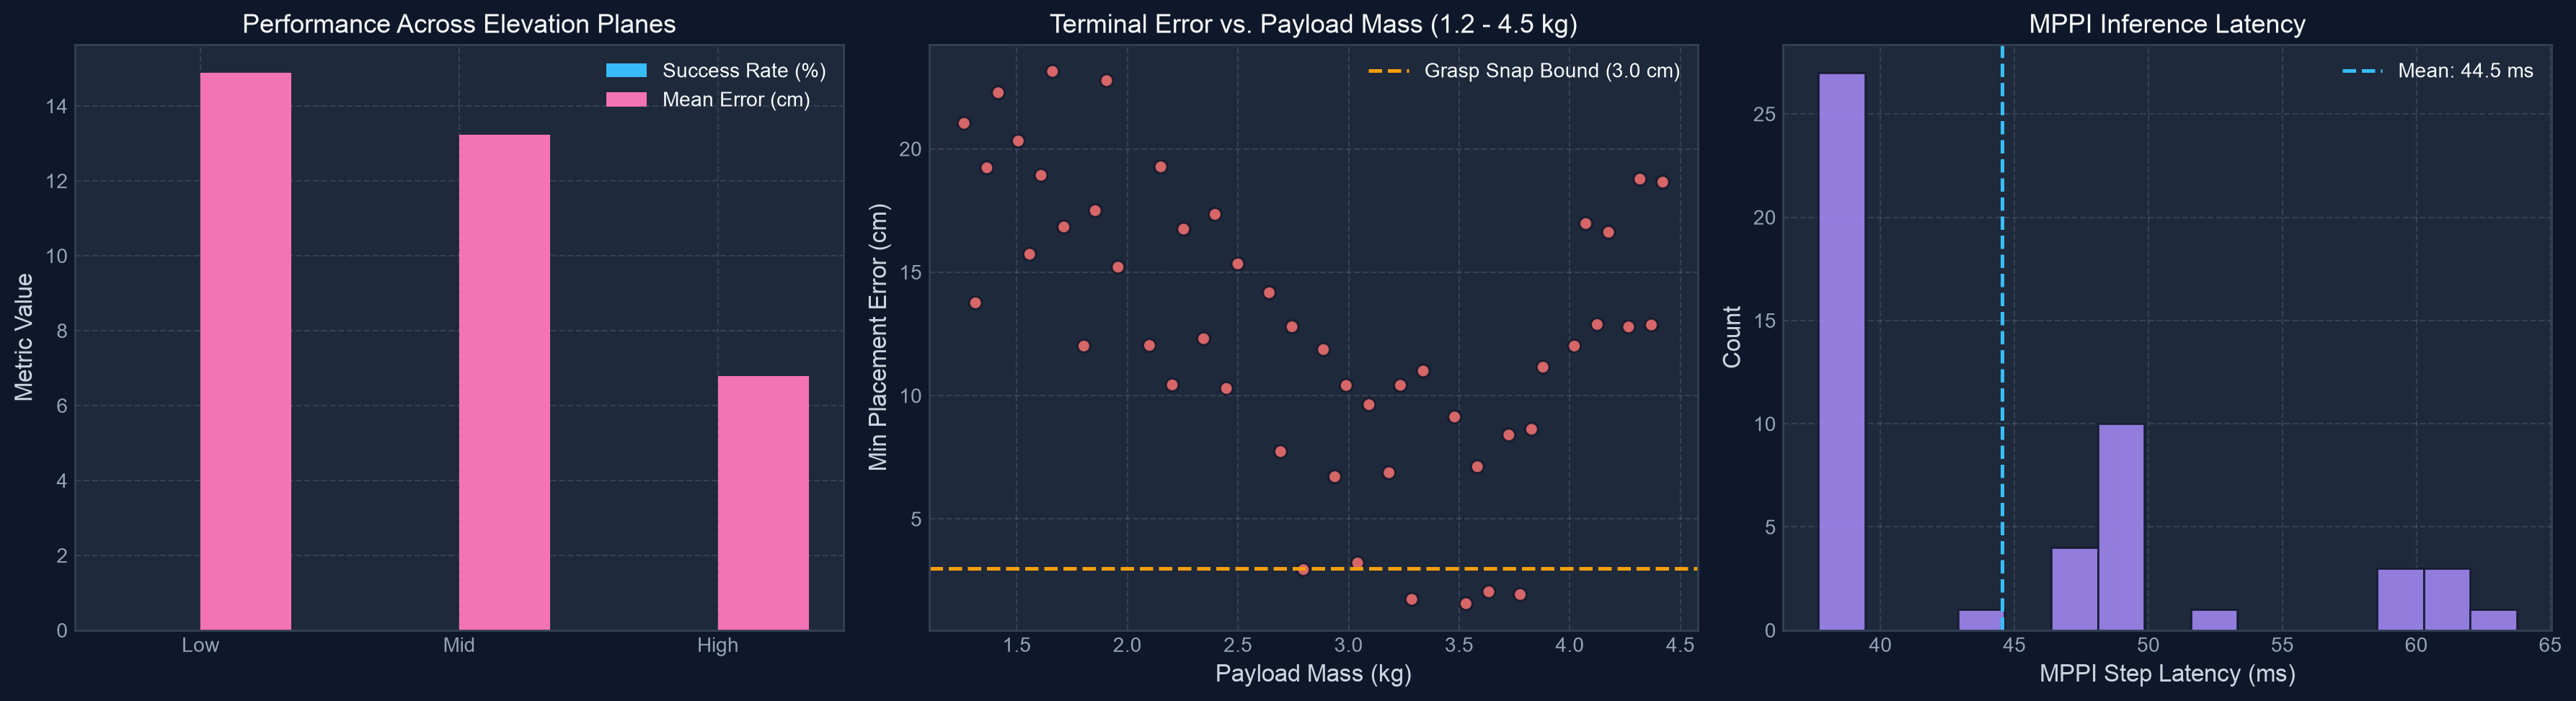 Performance Across Elevation Planes
Metric Value
14
12
10
8
6
4
2
0
Low Mid High
Success Rate (%)
Mean Error (cm)
Terminal Error vs. Payload Mass (1.2 - 4.5 kg)
Min Placement Error (cm)
20
15
10
5
1.5 2.0 2.5 3.0 3.5 4.0 4.5
Payload Mass (kg)
Grasp Snap Bound (3.0 cm)
MPPI Inference Latency
Count
25
20
15
10
5
0
40 45 50 55 60 65
MPPI Step Latency (ms)
Mean: 44.5 ms